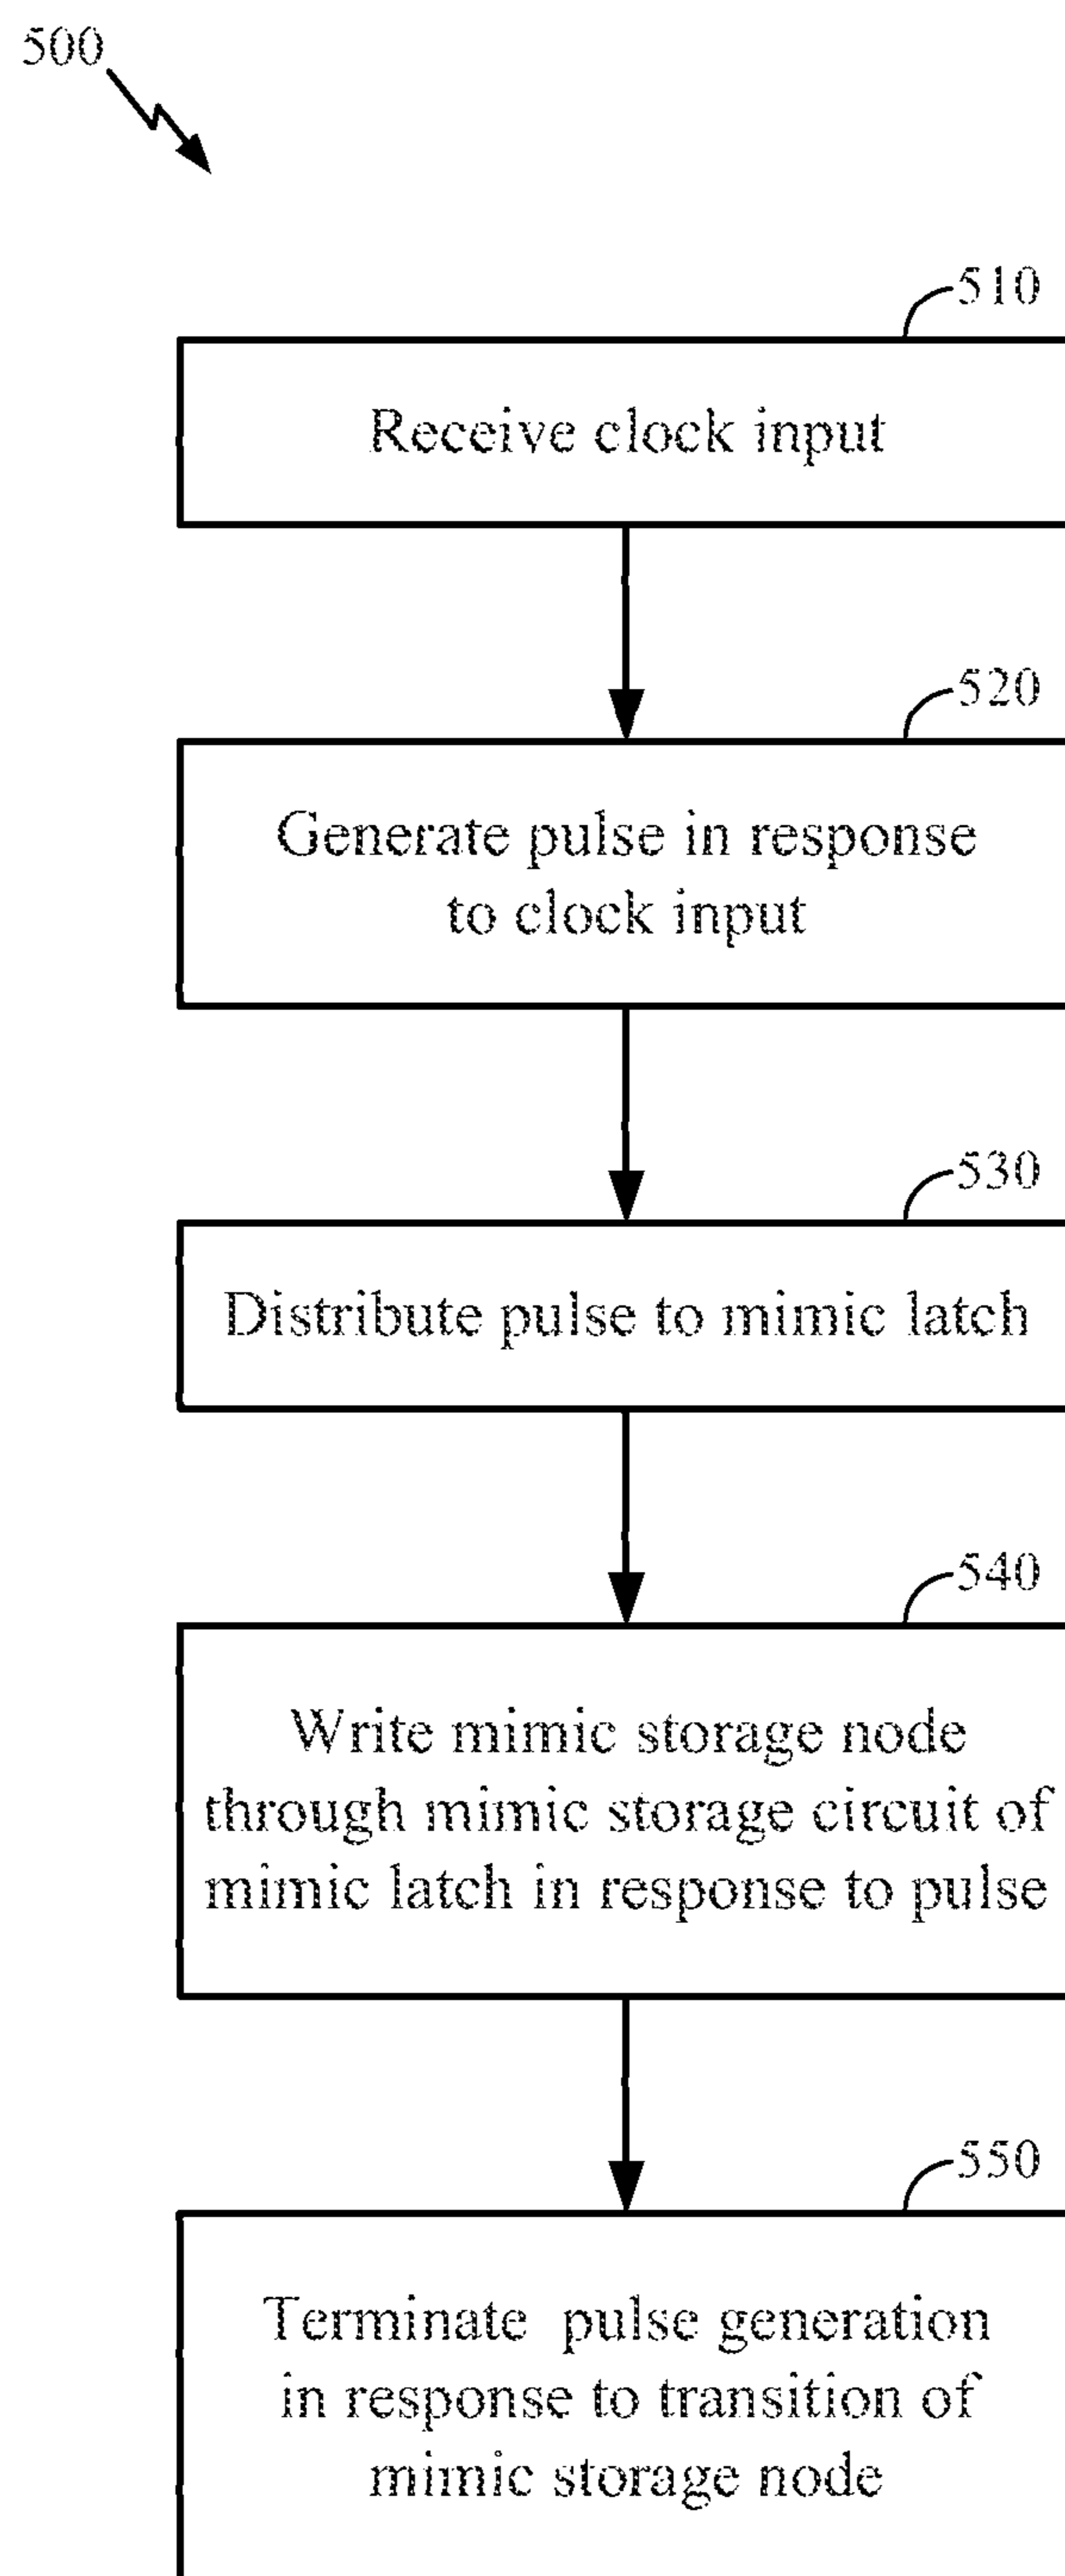 500
510
Receive clock input
520
Generate pulse in response
to clock input
530
Distribute pulse to mimic latch
540
Write mimic storage node
through mimic storage circuit of
mimic latch in response to pulse
550
Terminate pulse generation
in response to transition of
mimic storage node